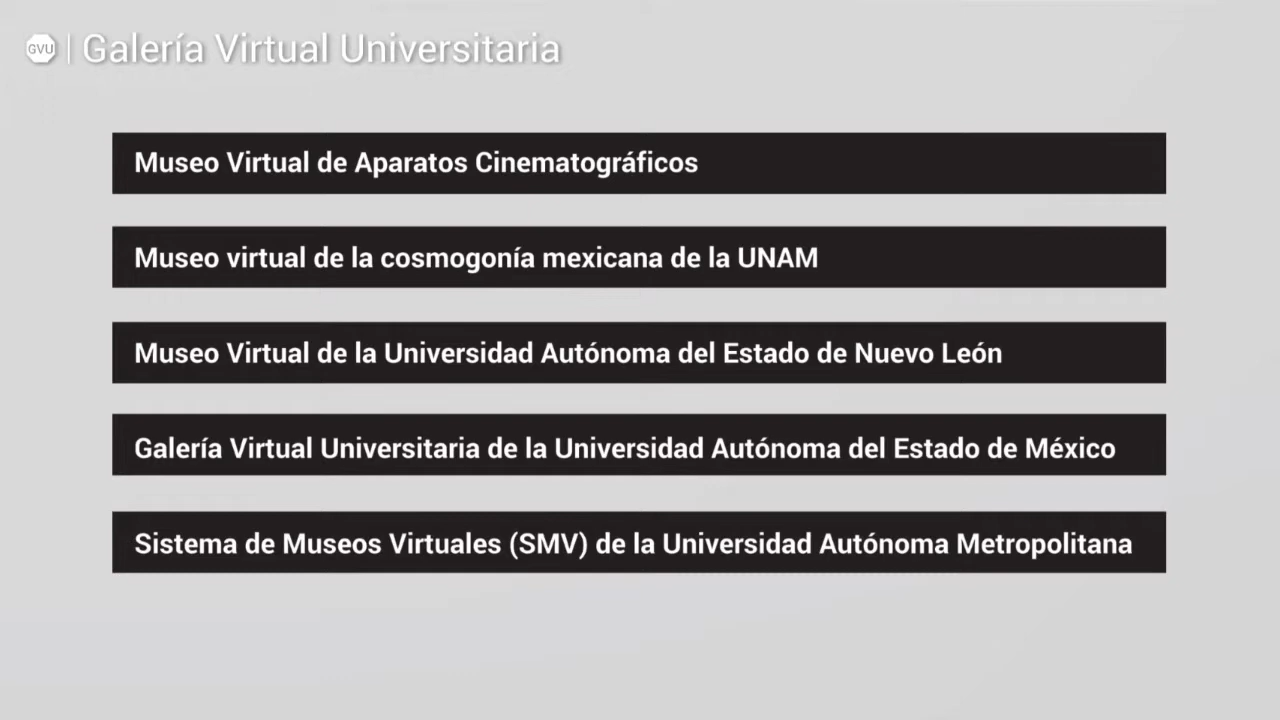 GVU | Galería Virtual Universitaria
Museo Virtual de Aparatos Cinematográficos
Museo virtual de la cosmogonía mexicana de la UNAM
Museo Virtual de la Universidad Autónoma del Estado de Nuevo León
Galería Virtual Universitaria de la Universidad Autónoma del Estado de México
Sistema de Museos Virtuales (SMV) de la Universidad Autónoma Metropolitana